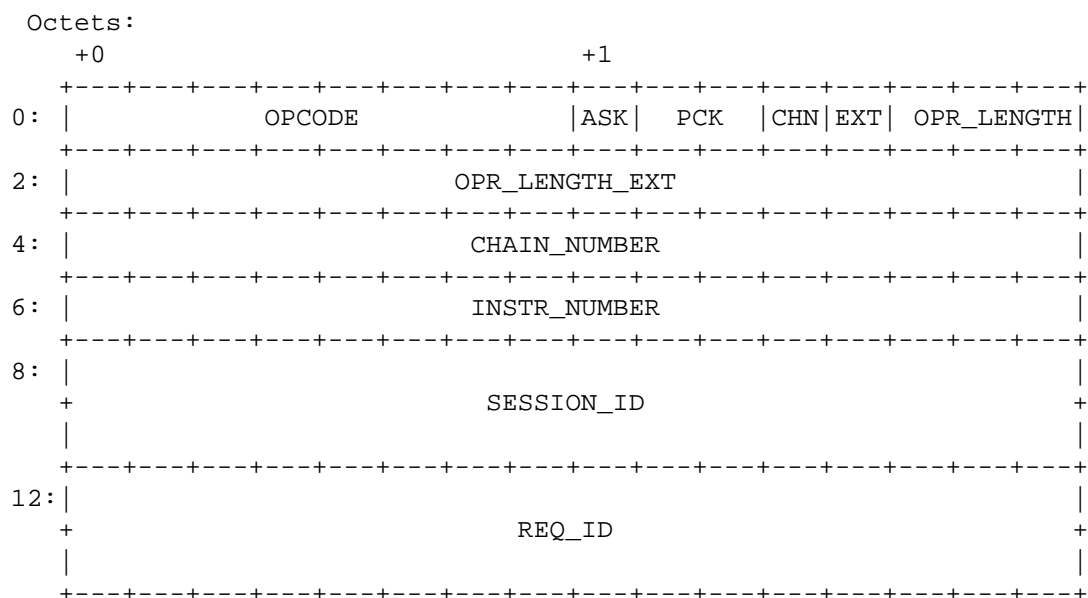 Octets:
+0 +1
+---+---+---+---+---+---+---+---+---+---+---+---+---+---+---+---+
0: | OPCODE |ASK| PCK |CHN|EXT| OPR_LENGTH|
+---+---+---+---+---+---+---+---+---+---+---+---+---+---+---+---+
2: | OPR_LENGTH_EXT |
+---+---+---+---+---+---+---+---+---+---+---+---+---+---+---+---+
4: | CHAIN_NUMBER |
+---+---+---+---+---+---+---+---+---+---+---+---+---+---+---+---+
6: | INSTR_NUMBER |
+---+---+---+---+---+---+---+---+---+---+---+---+---+---+---+---+
8: | |
+ SESSION_ID +
| |
+---+---+---+---+---+---+---+---+---+---+---+---+---+---+---+---+
12:| |
+ REQ_ID +
| |
+---+---+---+---+---+---+---+---+---+---+---+---+---+---+---+---+